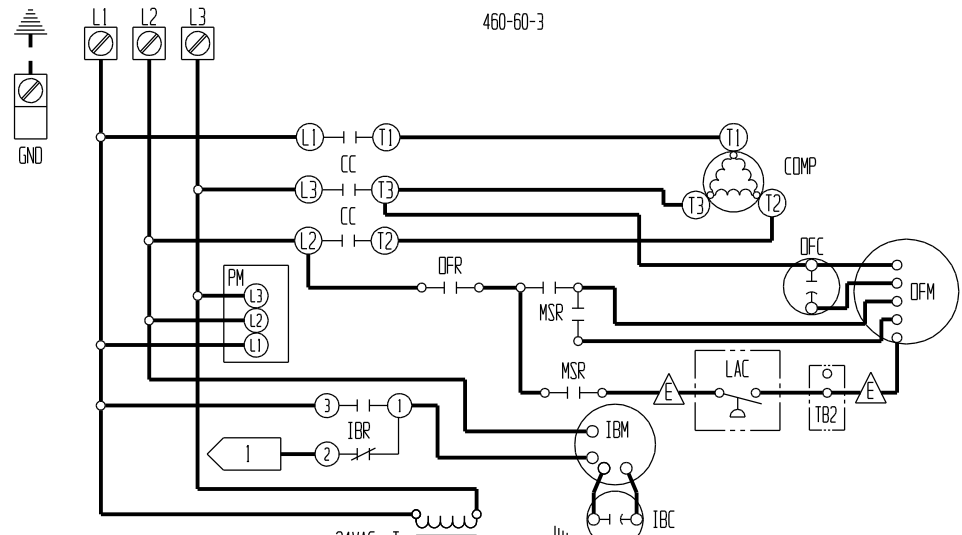 L1 L2 L3
460-60-3
GND
L1 T1 T1
CC COMP
L3 T3 T3 T2
CC
L2 T2
OFC
OFR
PM
L3 OFM
L2 MSR
L1
MSR LAC
E E
TB2
3 1
IBR IBM
1 2
IBC